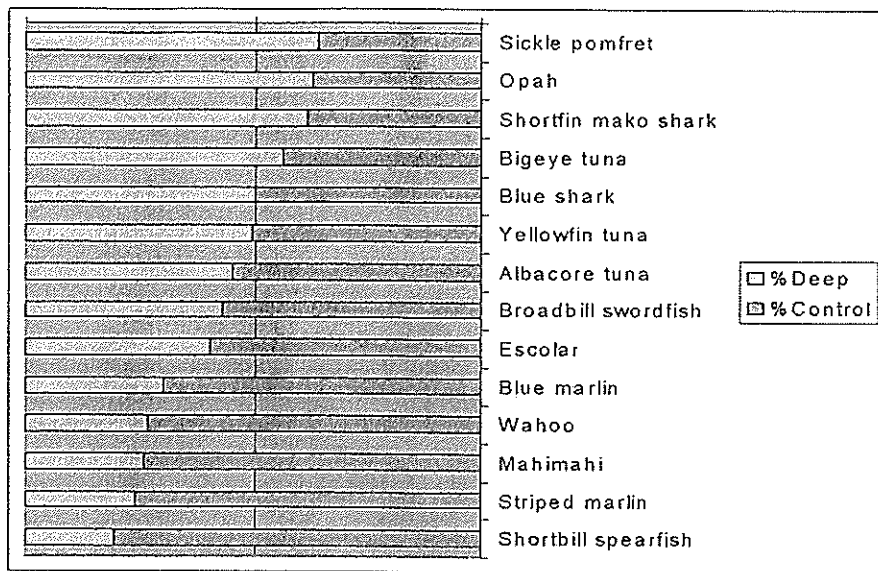 Sickle pomfret
Opah
Shortfin mako shark
Bigeye tuna
Blue shark
Yellowfin tuna
Albacore tuna
Broadbill swordfish
Escolar
Blue marlin
Wahoo
Mahimahi
Striped marlin
Shortbill spearfish
% Deep
% Control